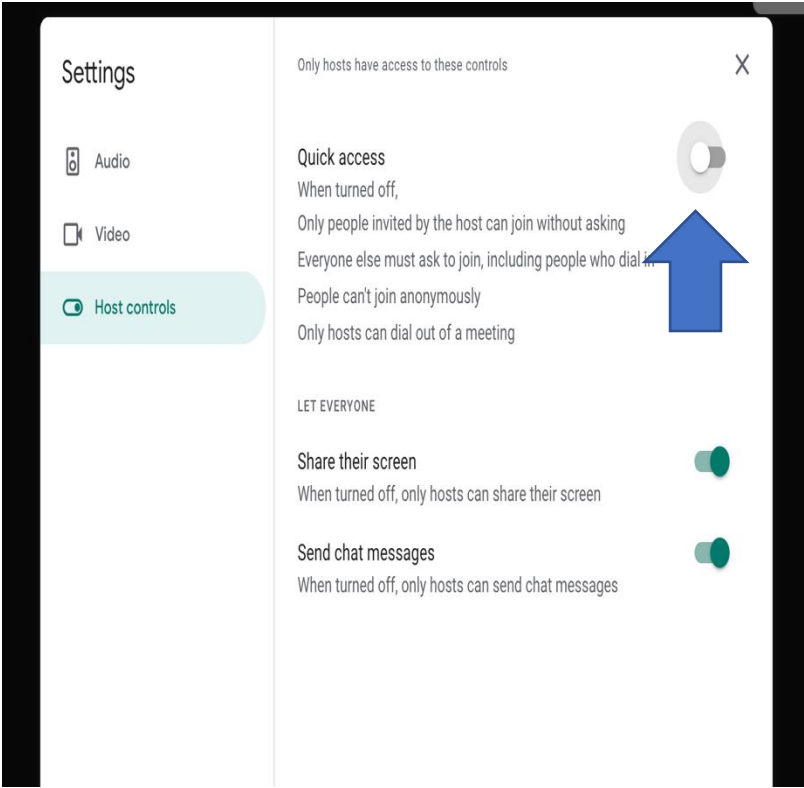 Settings
Audio
Video
Host controls
Only hosts have access to these controls
Quick access
When turned off,
Only people invited by the host can join without asking
Everyone else must ask to join, including people who dial in
People can't join anonymously
Only hosts can dial out of a meeting
LET EVERYONE
Share their screen
When turned off, only hosts can share their screen
Send chat messages
When turned off, only hosts can send chat messages